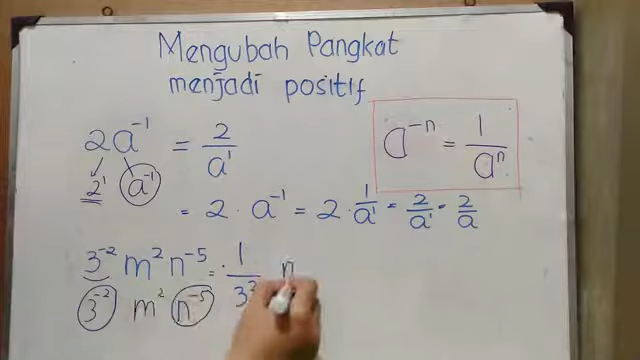 Mengubah Pangkat
menjadi positif
a⁻ⁿ = 1/aⁿ
2a⁻¹ = 2/a¹
2¹ a⁻¹
= 2 · a⁻¹ = 2 · 1/a¹ = 2/a¹ = 2/a
3⁻² m² n⁻⁵ = 1/3²
3⁻² m² n⁻⁵